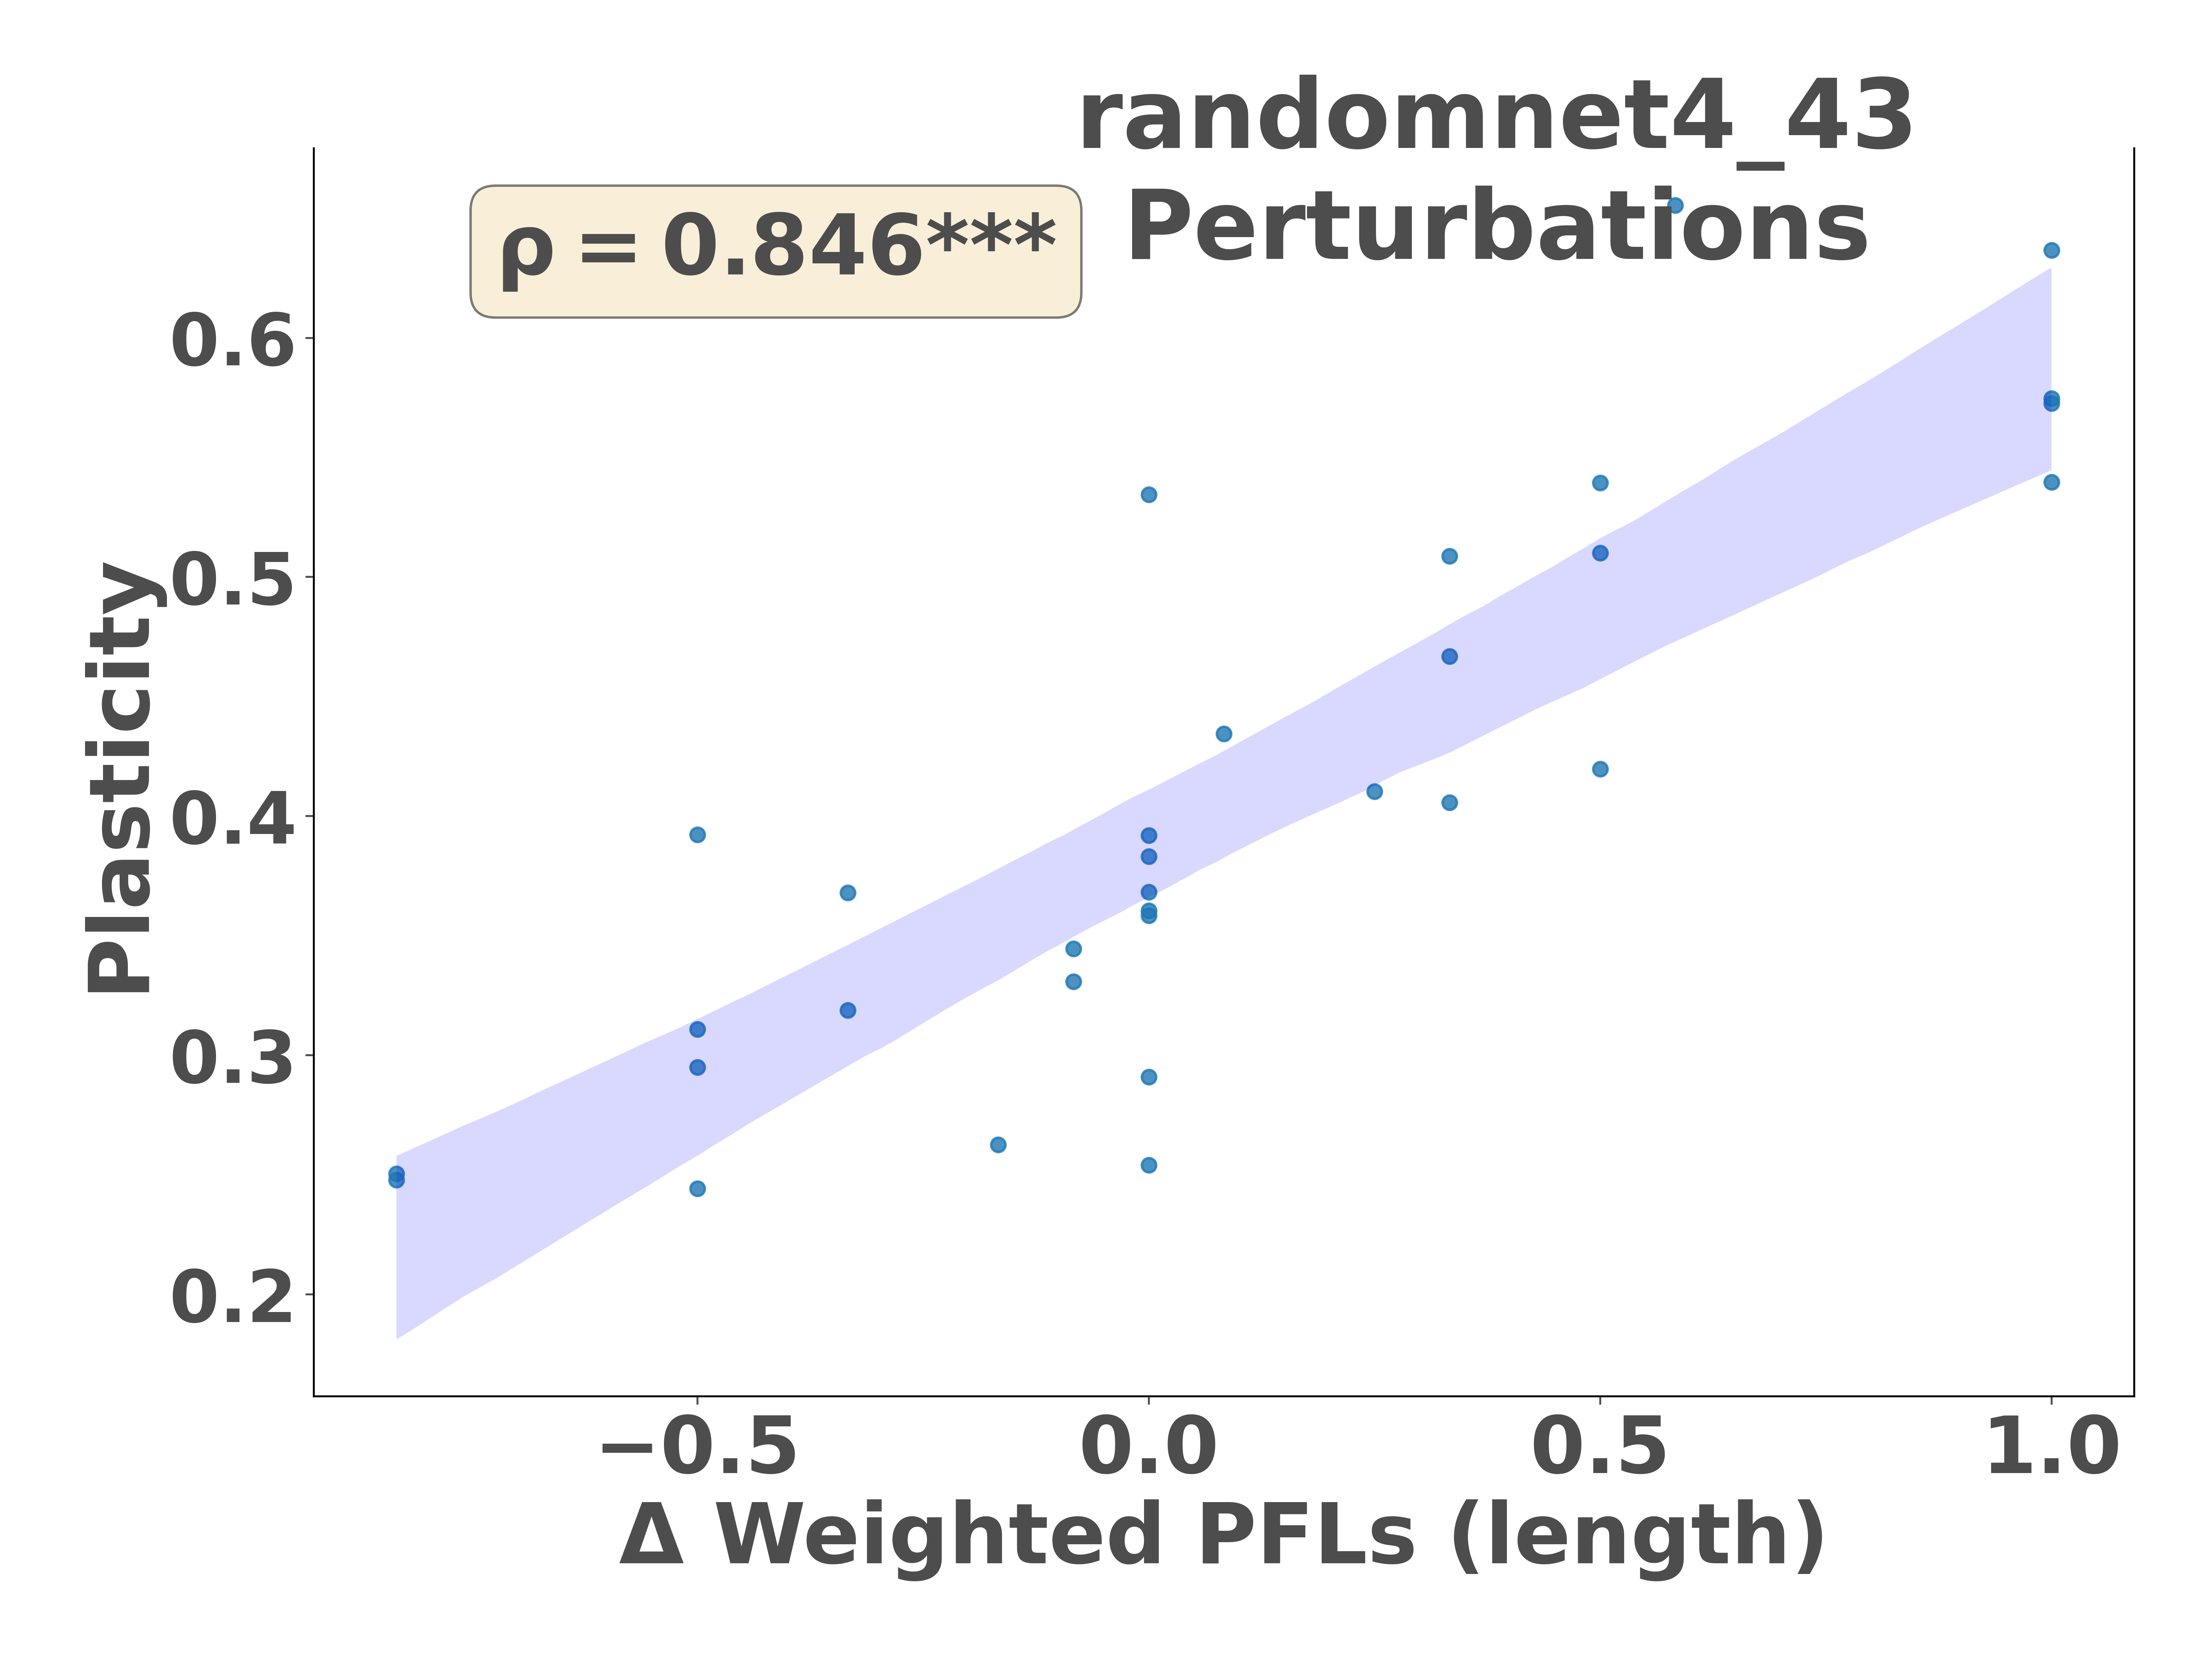 randomnet4_43
Perturbations
ρ = 0.846***
Plasticity
0.6
0.5
0.4
0.3
0.2
−0.5 0.0 0.5 1.0
Δ Weighted PFLs (length)